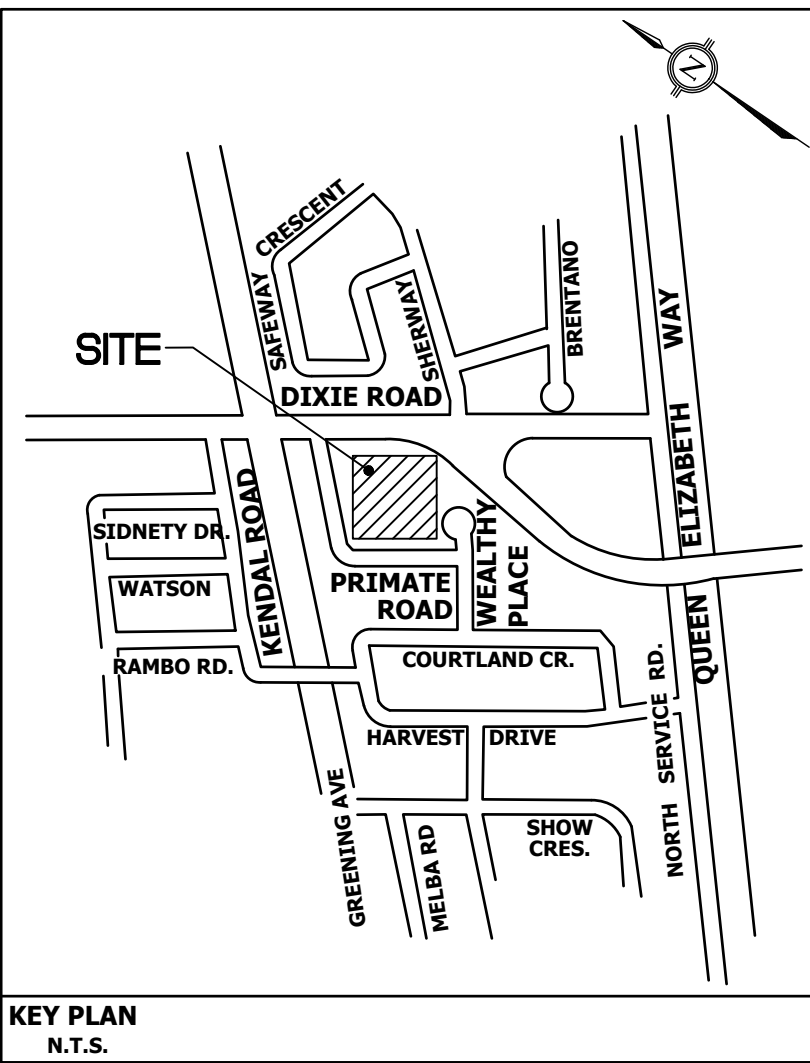 N
SAFEWAY CRESCENT
SHERWAY
BRENTANO
QUEEN ELIZABETH WAY
SITE
DIXIE ROAD
KENDAL ROAD
SIDNETY DR.
WATSON
RAMBO RD.
PRIMATE
ROAD
WEALTHY
PLACE
COURTLAND CR.
HARVEST DRIVE
NORTH SERVICE RD.
GREENING AVE
MELBA RD
SHOW
CRES.
KEY PLAN
N.T.S.